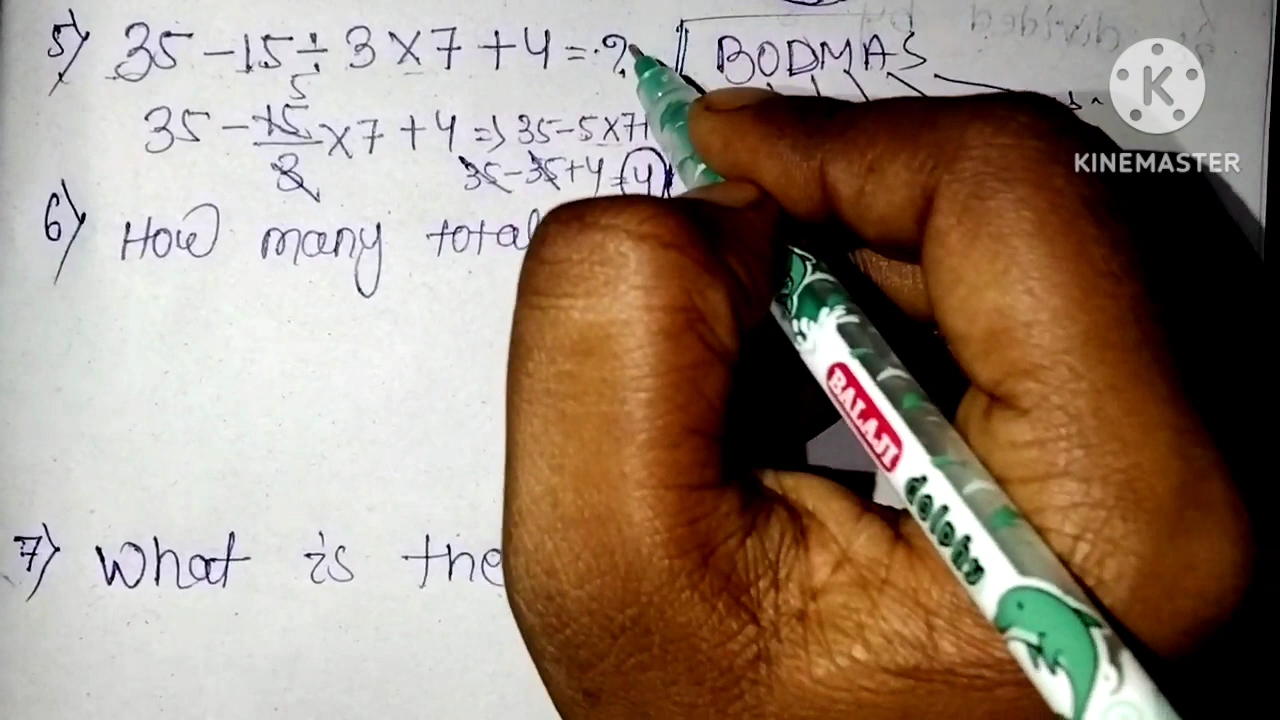 5) 35 - 15 ÷ 3 × 7 + 4 = ? BODMAS
35 - 15/3 5 × 7 + 4 => 35 - 5 × 7 +
35 - 35 + 4 = 4
6) How many total
7) What is the
K
KINEMASTER
BALAJI
dolphy